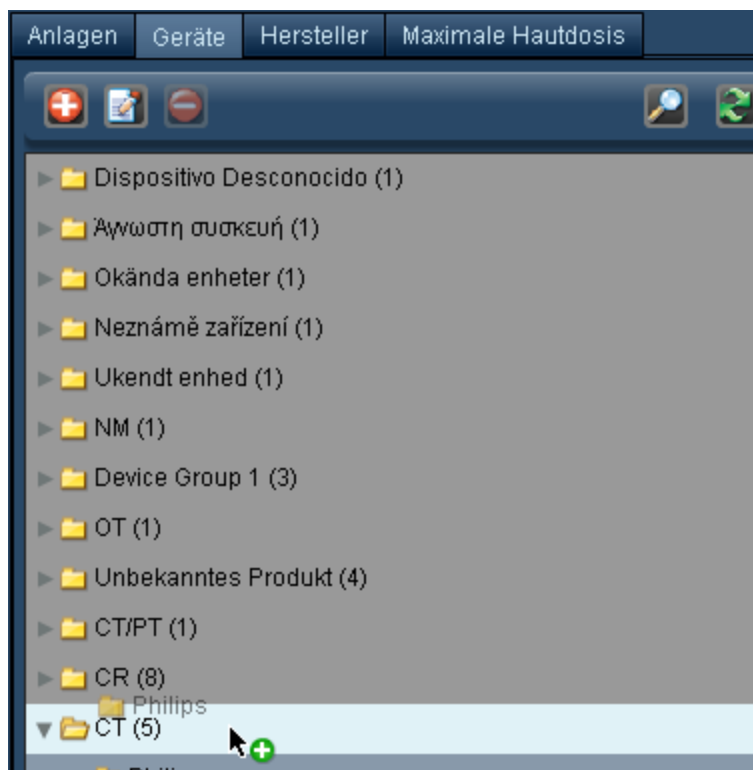 Anlagen Geräte Hersteller Maximale Hautdosis
Dispositivo Desconocido (1)
Άγνωστη συσκευή (1)
Okända enheter (1)
Neznámě zařízení (1)
Ukendt enhed (1)
NM (1)
Device Group 1 (3)
OT (1)
Unbekanntes Produkt (4)
CT/PT (1)
CR (8)
Philips
CT (5)